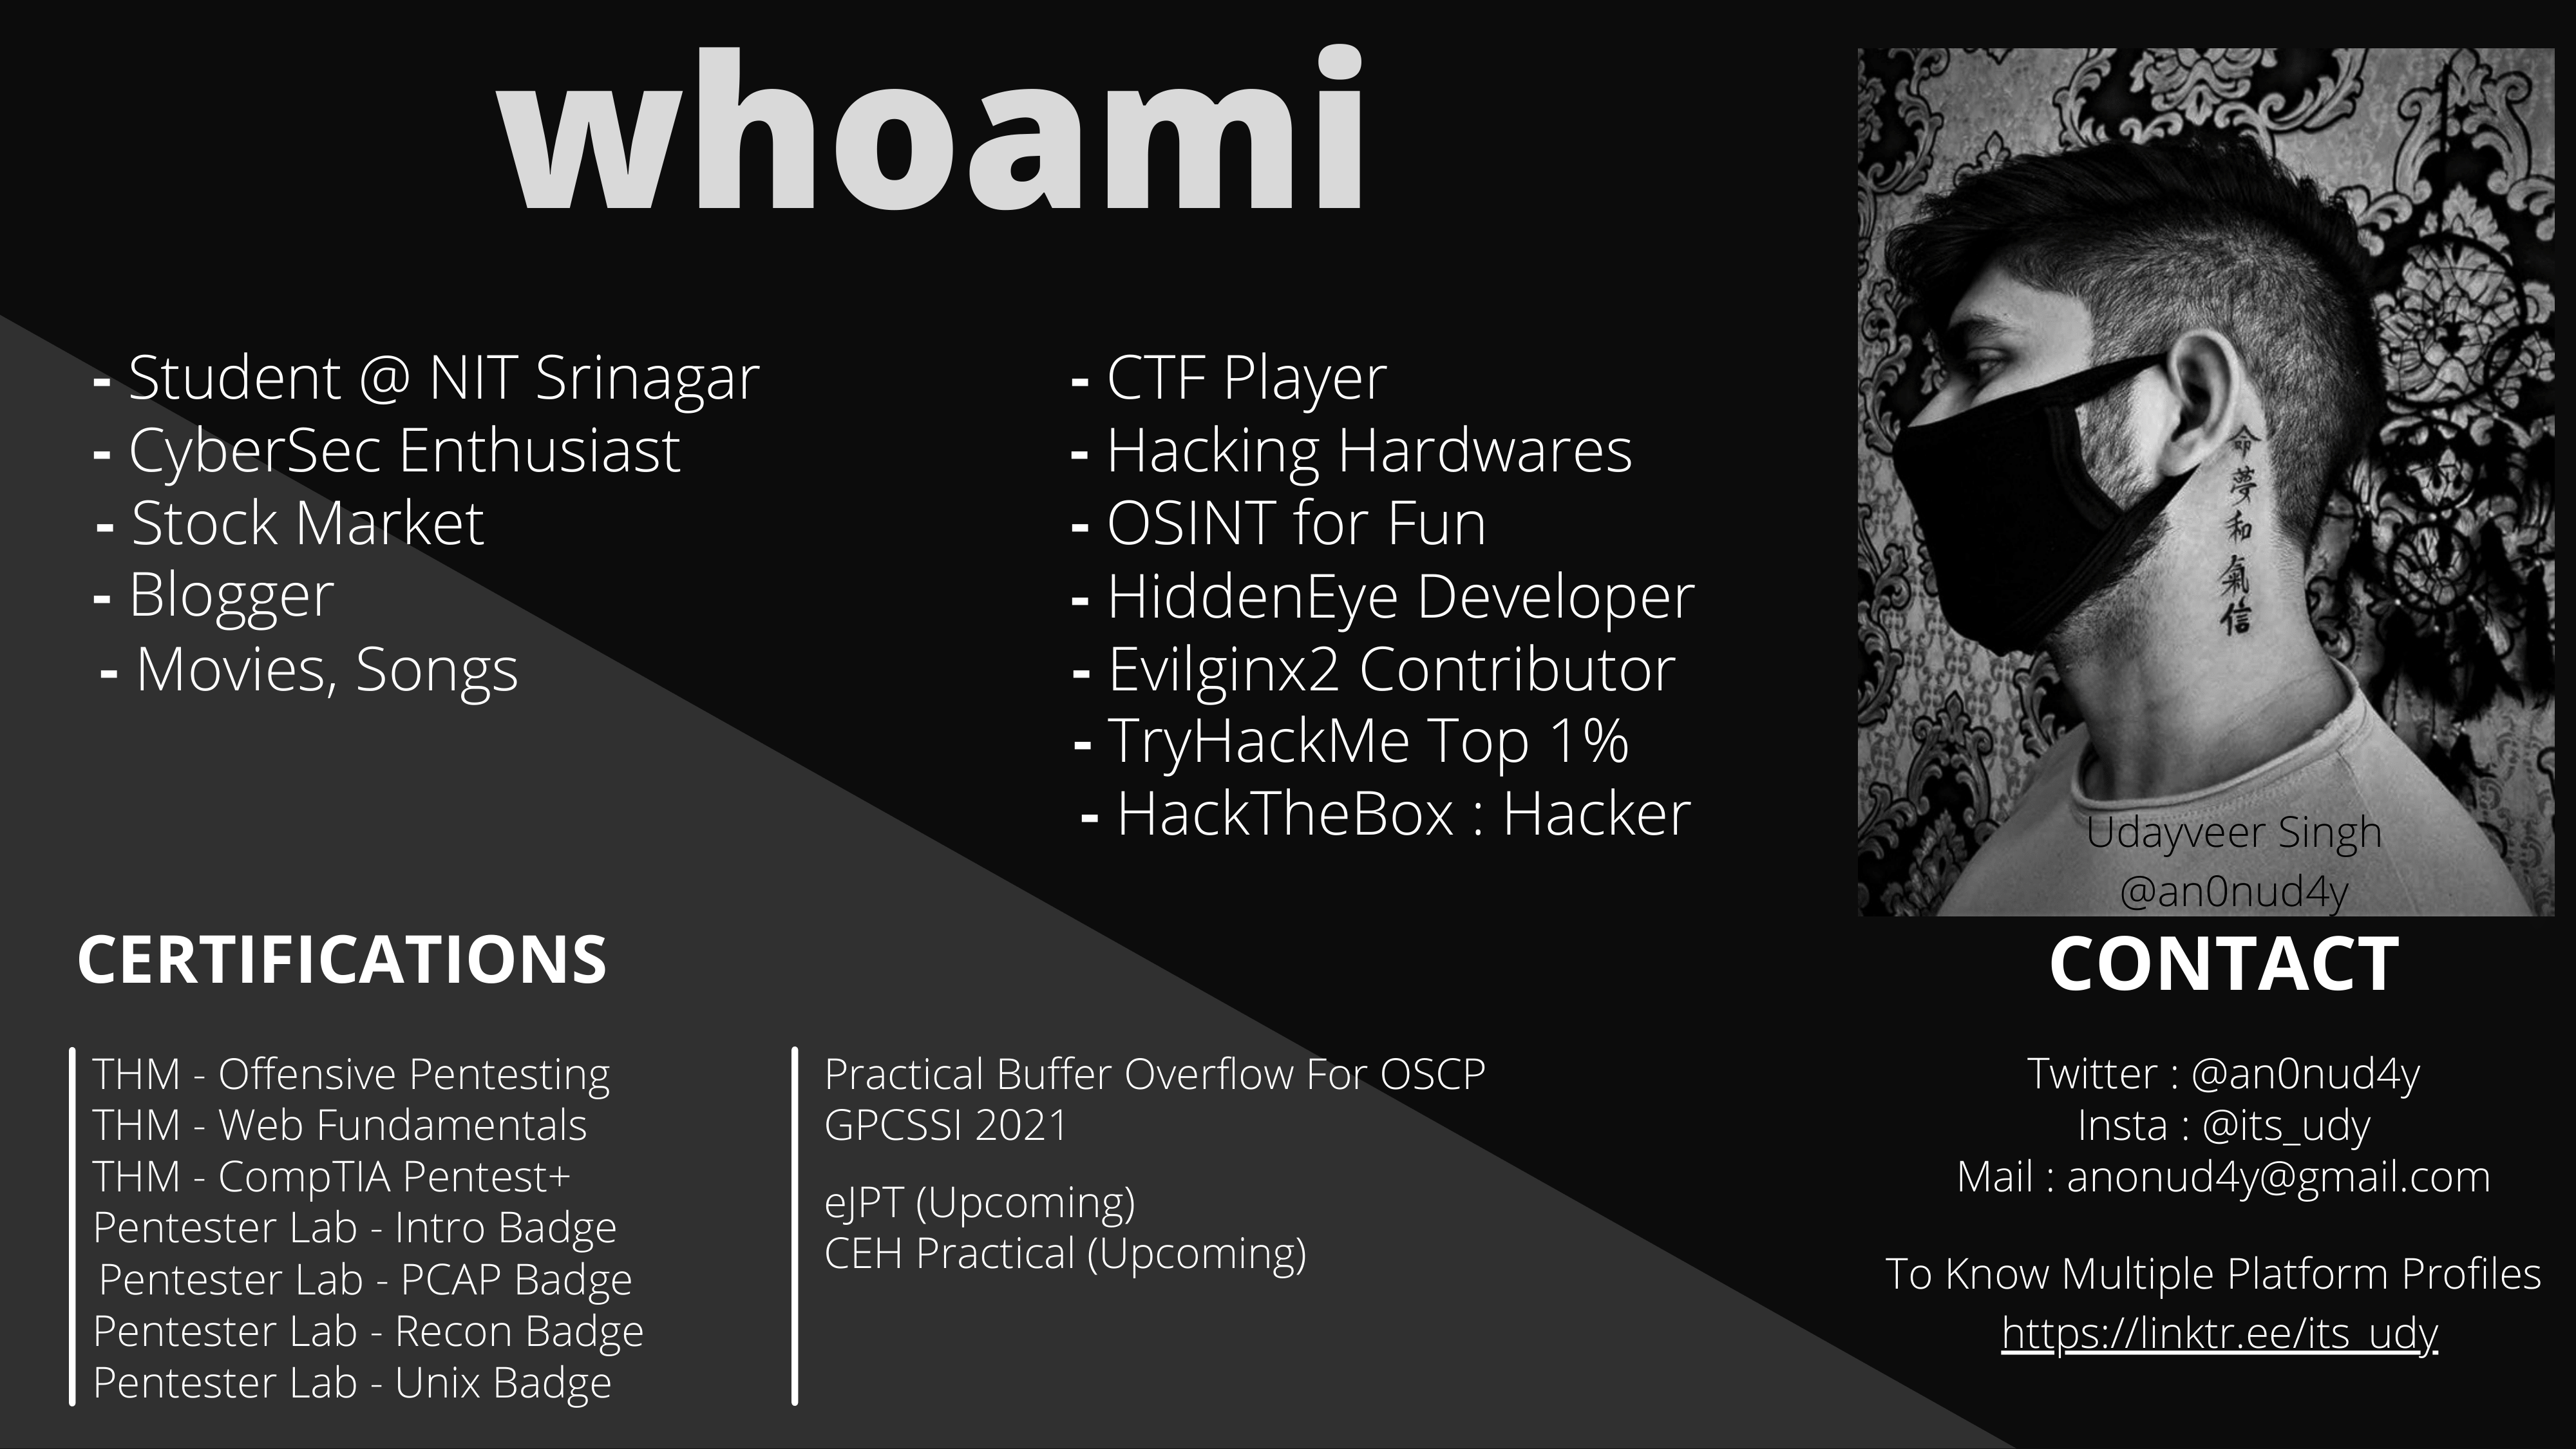 whoami
- Student @ NIT Srinagar
- CyberSec Enthusiast
- Stock Market
- Blogger
- Movies, Songs
- CTF Player
- Hacking Hardwares
- OSINT for Fun
- HiddenEye Developer
- Evilginx2 Contributor
- TryHackMe Top 1%
- HackTheBox : Hacker
命
夢
和
氣
信
Udayveer Singh
@an0nud4y
CERTIFICATIONS
THM - Offensive Pentesting
THM - Web Fundamentals
THM - CompTIA Pentest+
Pentester Lab - Intro Badge
Pentester Lab - PCAP Badge
Pentester Lab - Recon Badge
Pentester Lab - Unix Badge
Practical Buffer Overflow For OSCP
GPCSSI 2021
eJPT (Upcoming)
CEH Practical (Upcoming)
CONTACT
Twitter : @an0nud4y
Insta : @its_udy
Mail : anonud4y@gmail.com
To Know Multiple Platform Profiles
https://linktr.ee/its_udy